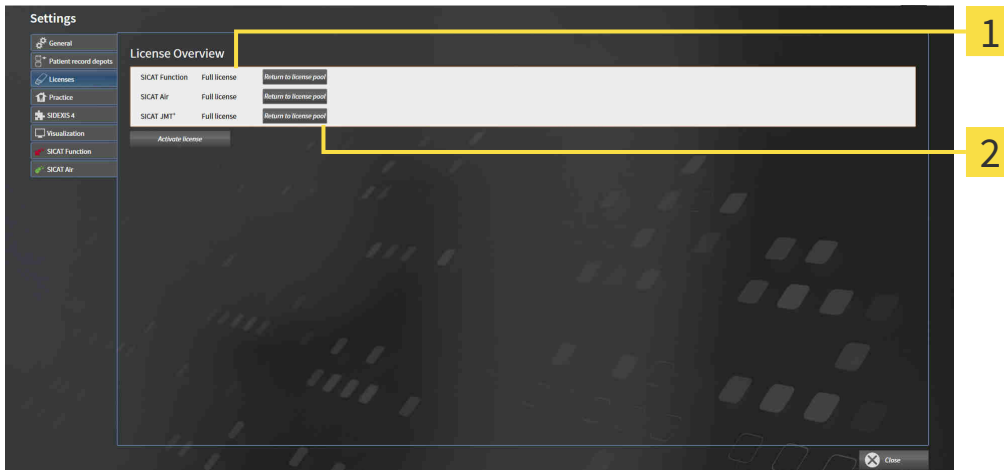 Settings
General
Patient record depots
Licenses
Practice
SIDEXIS 4
Visualization
SICAT Function
SICAT Air
License Overview
SICAT Function Full license Return to license pool
SICAT Air Full license Return to license pool
SICAT JMT+ Full license Return to license pool
Activate license
Close
1
2